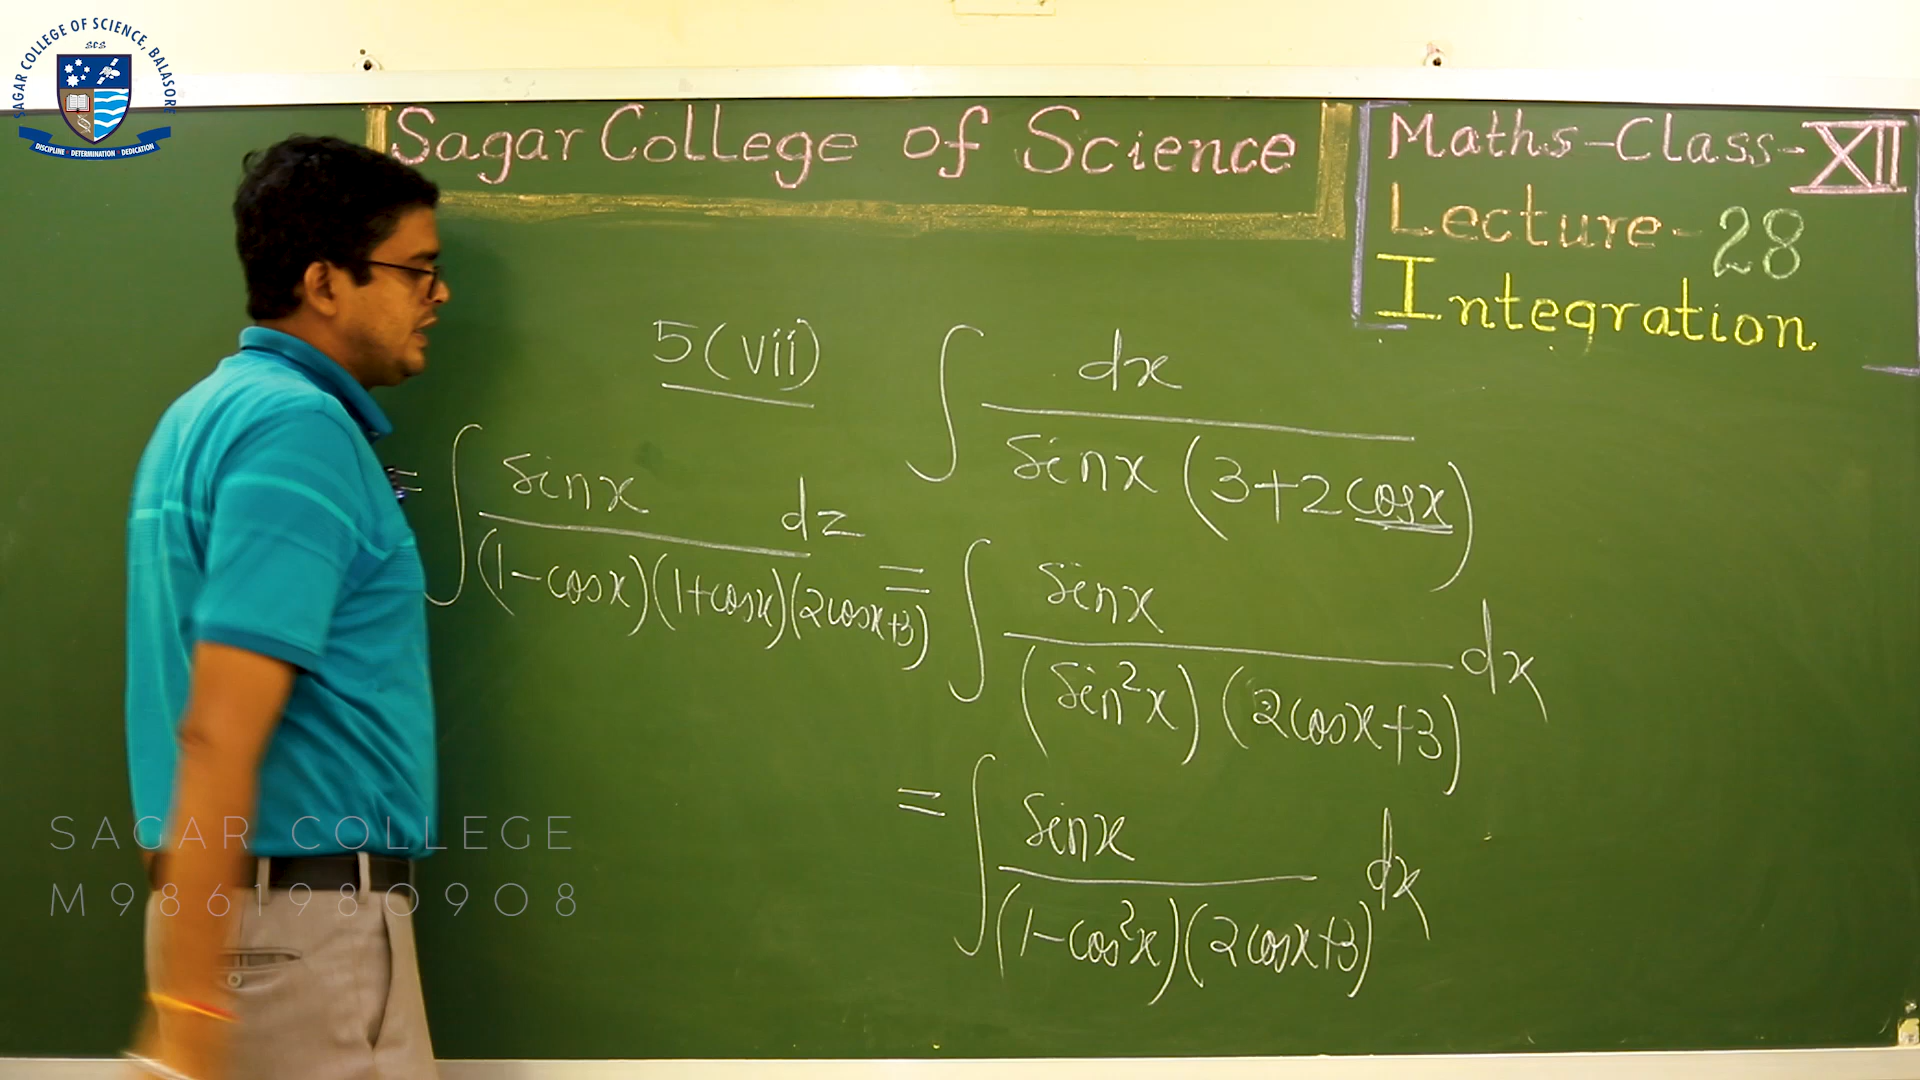 SAGAR COLLEGE OF SCIENCE, BALASORE
SCS
DISCIPLINE DETERMINATION DEDICATION
Sagar College of Science
Maths-Class-XII
Lecture-28
Integration
5(vii) ∫ dx / sinx (3+2cosx)
= ∫ sinx / (sin²x) (2cosx+3) dx
= ∫ sinx / (1-cos²x)(2cosx+3) dx
= ∫ sinx / (1-cosx)(1+cosx)(2cosx+3) dz
SAGAR COLLEGE
M9861980908